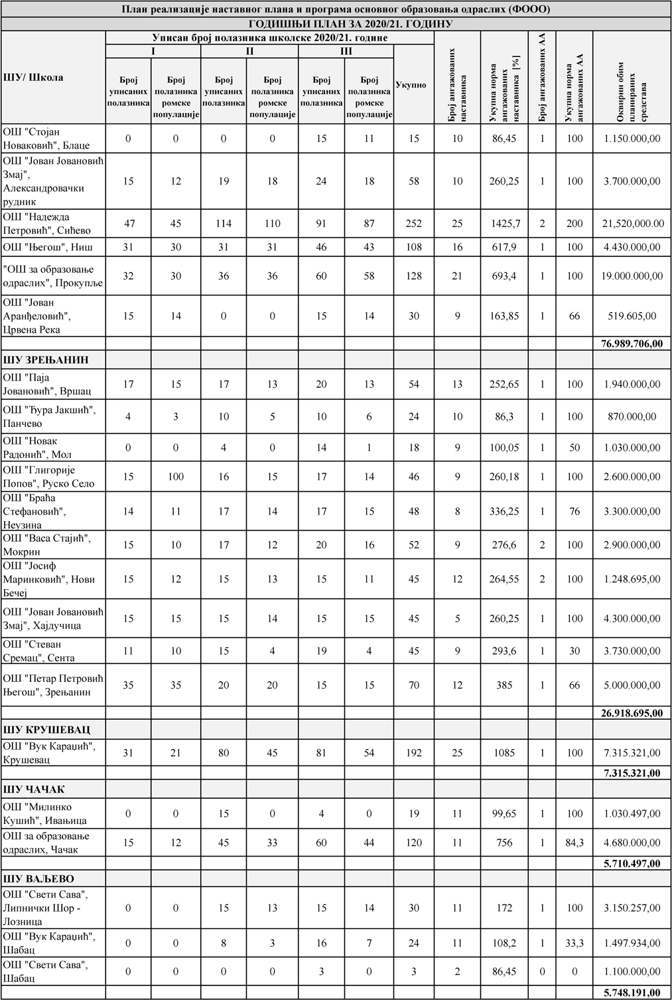 План реализације наставног плана и програма основног образовања одраслих (ФООО)
ГОДИШЊИ ПЛАН ЗА 2020/21. ГОДИНУ
ШУ/ Школа
Уписан број полазника школске 2020/21. године
I II III
Број уписаних полазника
Број полазника ромске популације
Број уписаних полазника
Број полазника ромске популације
Број уписаних полазника
Број полазника ромске популације
Укупно
Број ангажованих наставника
Укупна норма ангажованих наставника [%]
Број ангажованих АА
Укупна норма ангажованих АА
Оквирни обим планираних средстава
ОШ "Стојан
Новаковић", Блаце
0 0 0 0 15 11 15 10 86,45 1 100 1.150.000,00
ОШ "Јован Јовановић
Змај",
Александровачки
рудник
15 12 19 18 24 18 58 10 260,25 1 100 3.700.000,00
ОШ "Надежда
Петровић", Сићево
47 45 114 110 91 87 252 25 1425,7 2 200 21,520,000.00
ОШ "Његош", Ниш 31 30 31 31 46 43 108 16 617,9 1 100 4.430.000,00
"ОШ за образовање
одраслих", Прокупље
32 30 36 36 60 58 128 21 693,4 1 100 19.000.000,00
ОШ "Јован
Аранђеловић",
Црвена Река
15 14 0 0 15 14 30 9 163,85 1 66 519.605,00
76.989.706,00
ШУ ЗРЕЊАНИН
ОШ "Паја
Јовановић", Вршац
17 15 17 13 20 13 54 13 252,65 1 100 1.940.000,00
ОШ "Ђура Јакшић",
Панчево
4 3 10 5 10 6 24 10 86,3 1 100 870.000,00
ОШ "Новак
Радонић", Мол
0 0 4 0 14 1 18 9 100,05 1 50 1.030.000,00
ОШ "Глигорије
Попов", Руско Село
15 100 16 15 17 14 46 9 260,18 1 100 2.600.000,00
ОШ "Браћа
Стефановић",
Неузина
14 11 17 14 17 15 48 8 336,25 1 76 3.300.000,00
ОШ "Васа Стајић",
Мокрин
15 10 17 12 20 16 52 9 276,6 2 100 2.900.000,00
ОШ "Јосиф
Маринковић", Нови
Бечеј
15 12 15 13 15 11 45 12 264,55 2 100 1.248.695,00
ОШ "Јован Јовановић
Змај", Хајдучица
15 15 15 14 15 15 45 5 260,25 1 100 4.300.000,00
ОШ "Стеван
Сремац", Сента
11 10 15 4 19 4 45 9 293,6 1 30 3.730.000,00
ОШ "Петар Петровић
Његош", Зрењанин
35 35 20 20 15 15 70 12 385 1 66 5.000.000,00
26.918.695,00
ШУ КРУШЕВАЦ
ОШ "Вук Караџић",
Крушевац
31 21 80 45 81 54 192 25 1085 1 100 7.315.321,00
7.315.321,00
ШУ ЧАЧАК
ОШ "Милинко
Кушић", Ивањица
0 0 15 0 4 0 19 11 99,65 1 100 1.030.497,00
ОШ за образовање
одраслих, Чачак
15 12 45 33 60 44 120 11 756 1 84,3 4.680.000,00
5.710.497,00
ШУ ВАЉЕВО
ОШ "Свети Сава",
Липнички Шор -
Лозница
0 0 15 13 15 14 30 11 172 1 100 3.150.257,00
ОШ "Вук Караџић",
Шабац
0 0 8 3 16 7 24 11 108,2 1 33,3 1.497.934,00
ОШ "Свети Сава",
Шабац
0 0 0 0 3 0 3 2 86,45 0 0 1.100.000,00
5.748.191,00